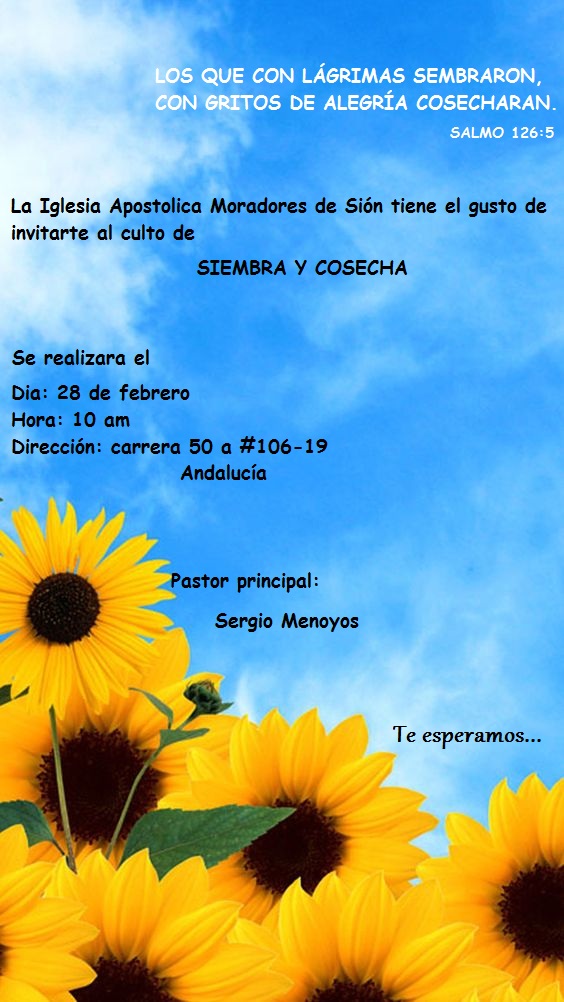 LOS QUE CON LÁGRIMAS SEMBRARON,
CON GRITOS DE ALEGRÍA COSECHARAN.
SALMO 126:5
La Iglesia Apostolica Moradores de Sión tiene el gusto de
invitarte al culto de
SIEMBRA Y COSECHA
Se realizara el
Dia: 28 de febrero
Hora: 10 am
Dirección: carrera 50 a #106-19
Andalucía
Pastor principal:
Sergio Menoyos
Te esperamos...